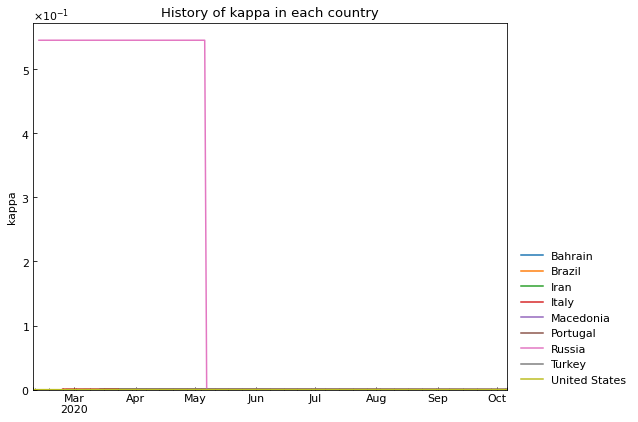 History of kappa in each country
×10⁻¹
5
4
3
2
1
0
kappa
Mar
2020
Apr
May
Jun
Jul
Aug
Sep
Oct
Bahrain
Brazil
Iran
Italy
Macedonia
Portugal
Russia
Turkey
United States